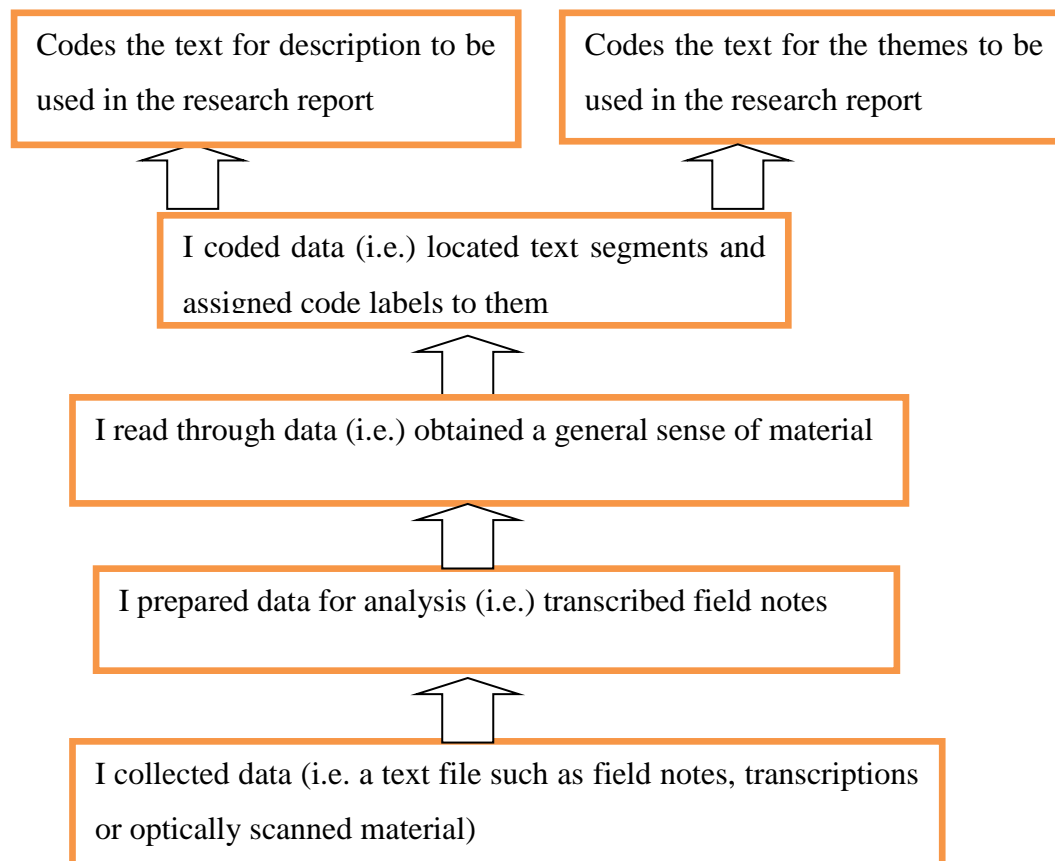 Codes the text for description to be
used in the research report
Codes the text for the themes to be
used in the research report
I coded data (i.e.) located text segments and
assigned code labels to them
I read through data (i.e.) obtained a general sense of material
I prepared data for analysis (i.e.) transcribed field notes
I collected data (i.e. a text file such as field notes, transcriptions
or optically scanned material)